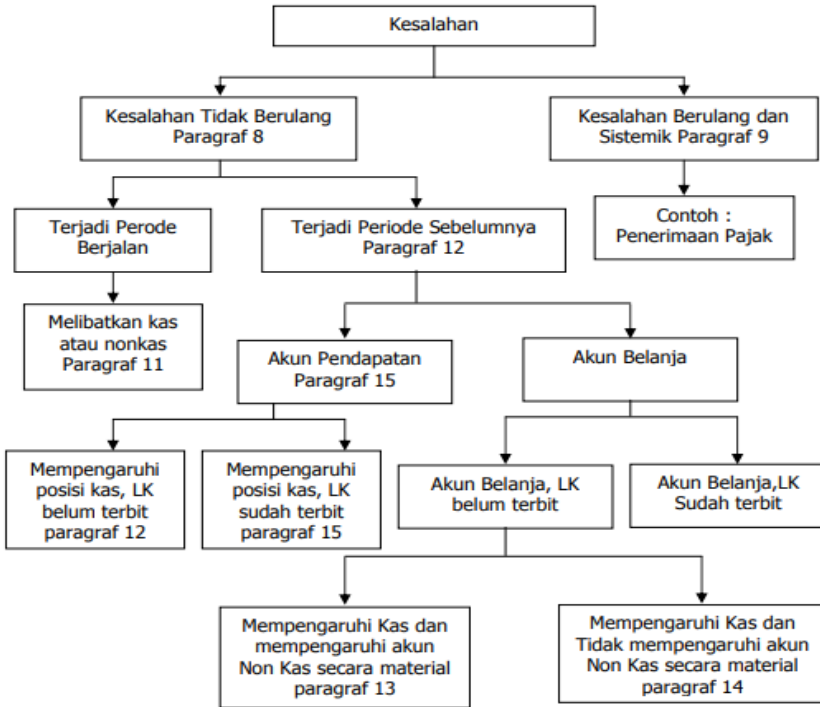 Kesalahan
Kesalahan Tidak Berulang
Paragraf 8
Kesalahan Berulang dan
Sistemik Paragraf 9
Terjadi Perode
Berjalan
Terjadi Periode Sebelumnya
Paragraf 12
Contoh :
Penerimaan Pajak
Melibatkan kas
atau nonkas
Paragraf 11
Akun Pendapatan
Paragraf 15
Akun Belanja
Mempengaruhi
posisi kas, LK
belum terbit
paragraf 12
Mempengaruhi
posisi kas, LK
sudah terbit
paragraf 15
Akun Belanja, LK
belum terbit
Akun Belanja,LK
Sudah terbit
Mempengaruhi Kas dan
mempengaruhi akun
Non Kas secara material
paragraf 13
Mempengaruhi Kas dan
Tidak mempengaruhi akun
Non Kas secara material
paragraf 14